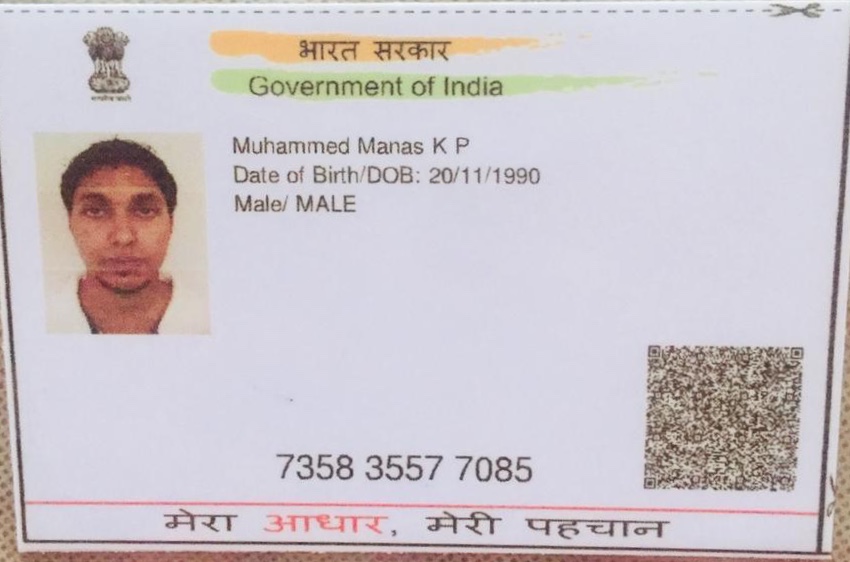 भारत सरकार
Government of India
Muhammed Manas K P
Date of Birth/DOB: 20/11/1990
Male/ MALE
7358 3557 7085
मेरा आधार, मेरी पहचान